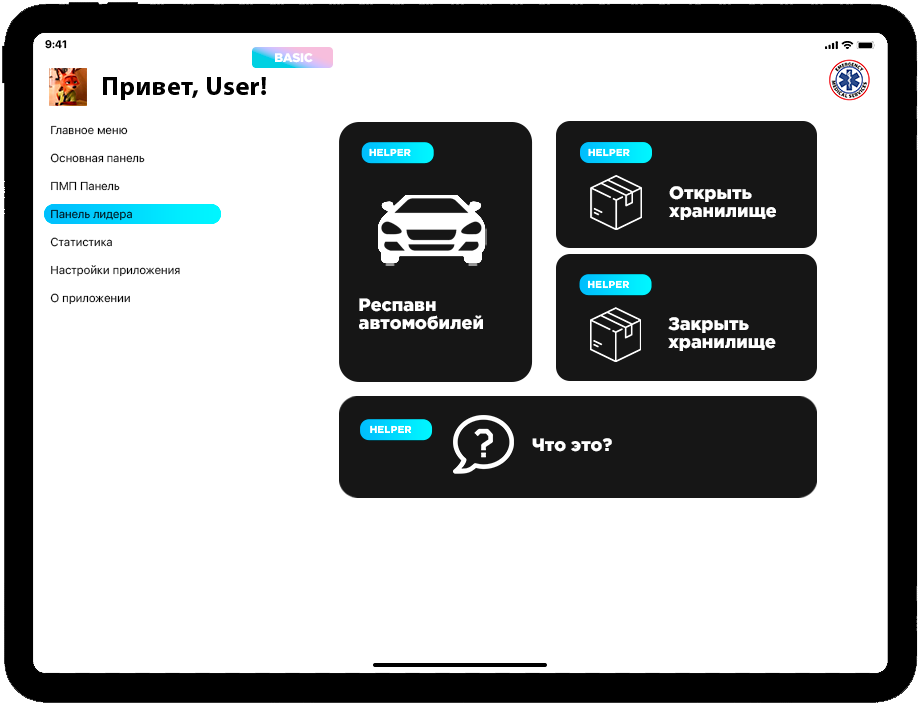 9:41
BASIC
Привет, User!
EMERGENCY
MEDICAL SERVICES
Главное меню
Основная панель
ПМП Панель
Панель лидера
Статистика
Настройки приложения
О приложении
HELPER
Респавн
автомобилей
HELPER
Открыть
хранилище
HELPER
Закрыть
хранилище
HELPER
?
Что это?